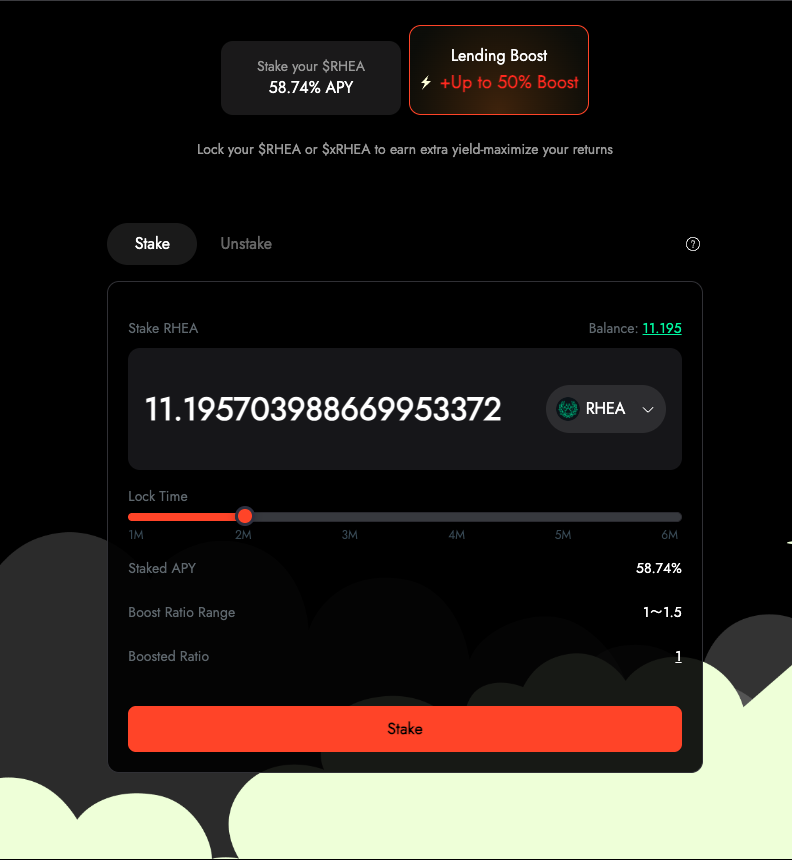 Stake your $RHEA
58.74% APY
Lending Boost
+Up to 50% Boost
Lock your $RHEA or $xRHEA to earn extra yield-maximize your returns
Stake
Unstake
?
Stake RHEA
Balance: 11.195
11.195703988669953372
RHEA
Lock Time
1M 2M 3M 4M 5M 6M
Staked APY
58.74%
Boost Ratio Range
1~1.5
Boosted Ratio
1
Stake